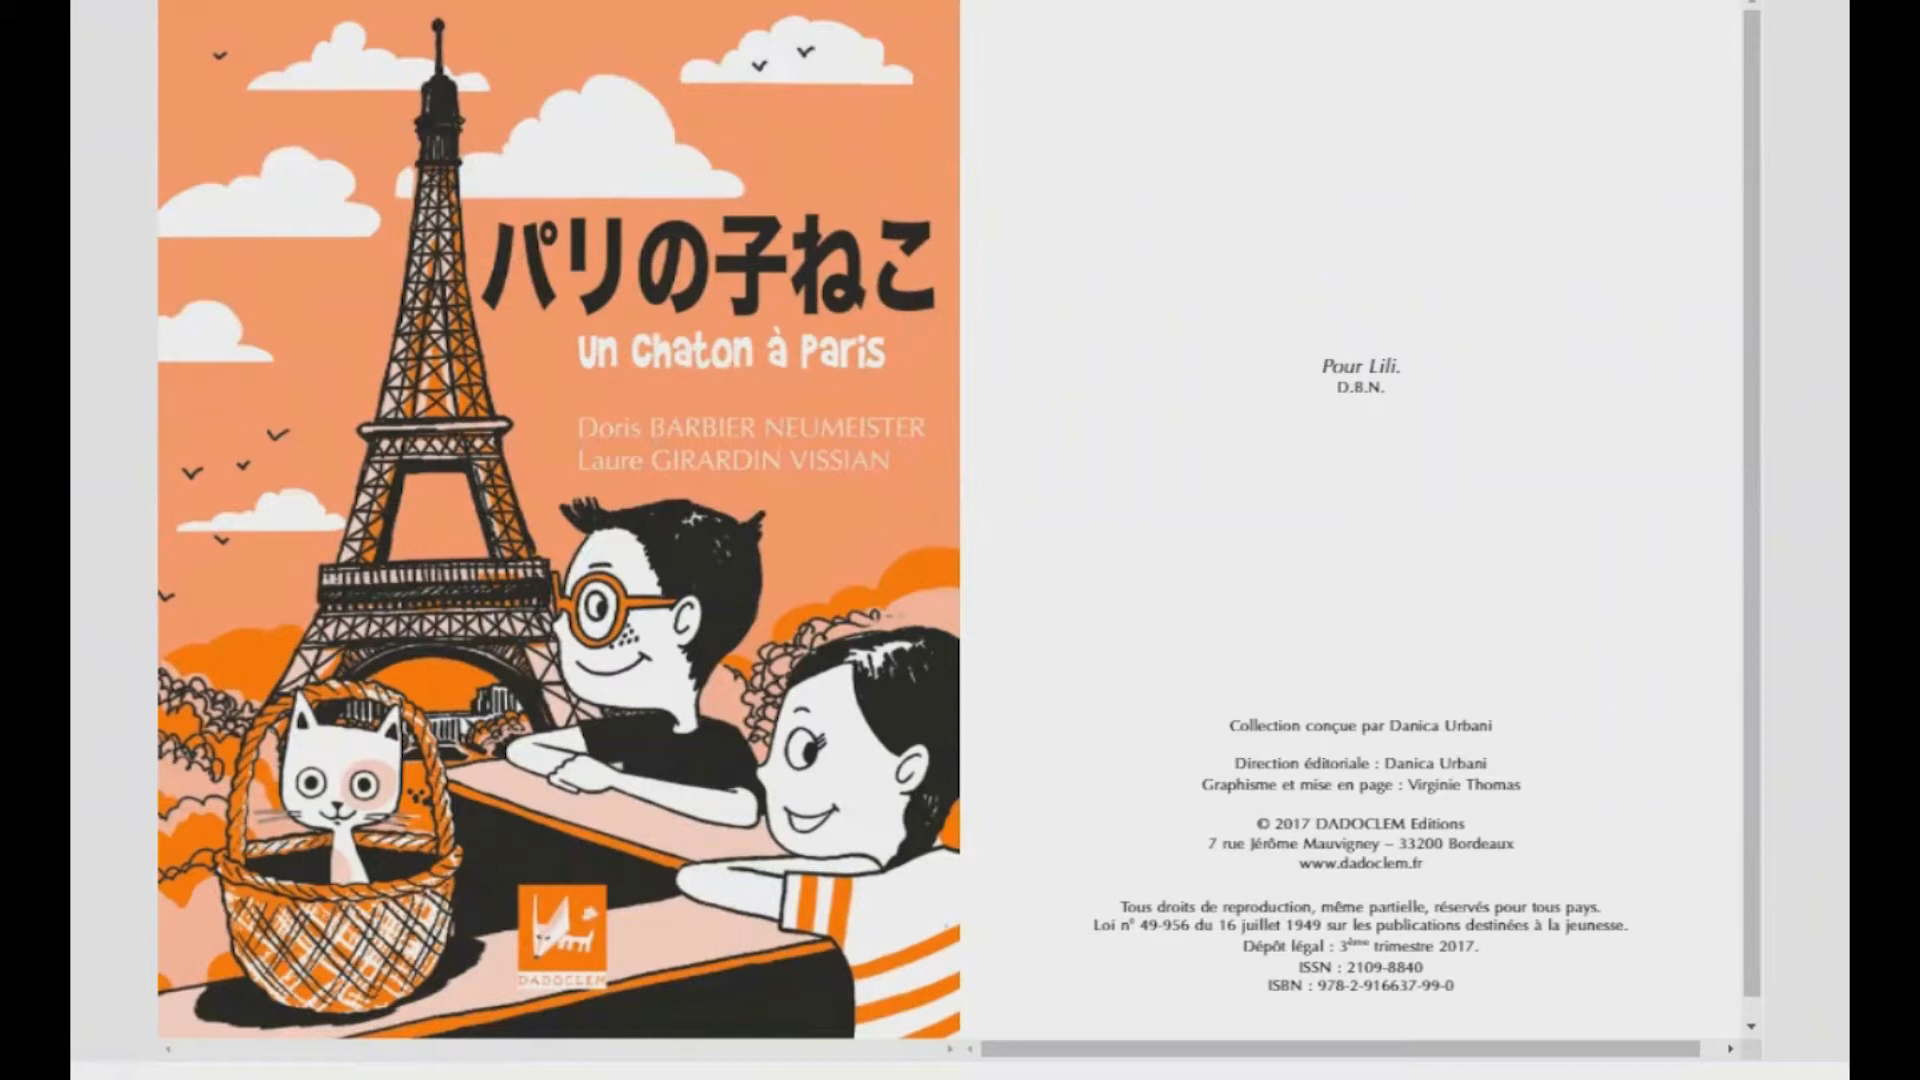 パリの子ねこ
un chaton à Paris
Doris BARBIER NEUMEISTER
Laure GIRARDIN VISSIAN
DADOCLEM
Pour Lili.
D.B.N.
Collection conçue par Danica Urbani
Direction éditoriale : Danica Urbani
Graphisme et mise en page : Virginie Thomas
© 2017 DADOCLEM Editions
7 rue Jérôme Mauvigney – 33200 Bordeaux
www.dadoclem.fr
Tous droits de reproduction, même partielle, réservés pour tous pays.
Loi n° 49-956 du 16 juillet 1949 sur les publications destinées à la jeunesse.
Dépôt légal : 3ème trimestre 2017.
ISSN : 2109-8840
ISBN : 978-2-916637-99-0